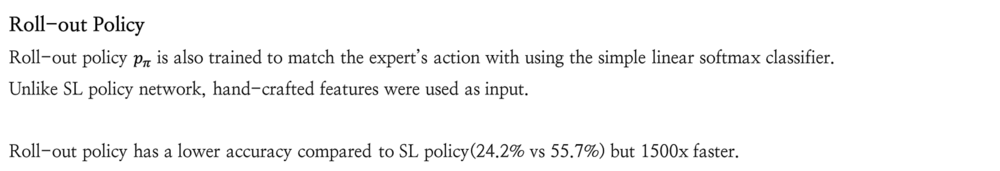 Roll-out Policy
Roll-out policy pπ is also trained to match the expert's action with using the simple linear softmax classifier.
Unlike SL policy network, hand-crafted features were used as input.
Roll-out policy has a lower accuracy compared to SL policy(24.2% vs 55.7%) but 1500x faster.